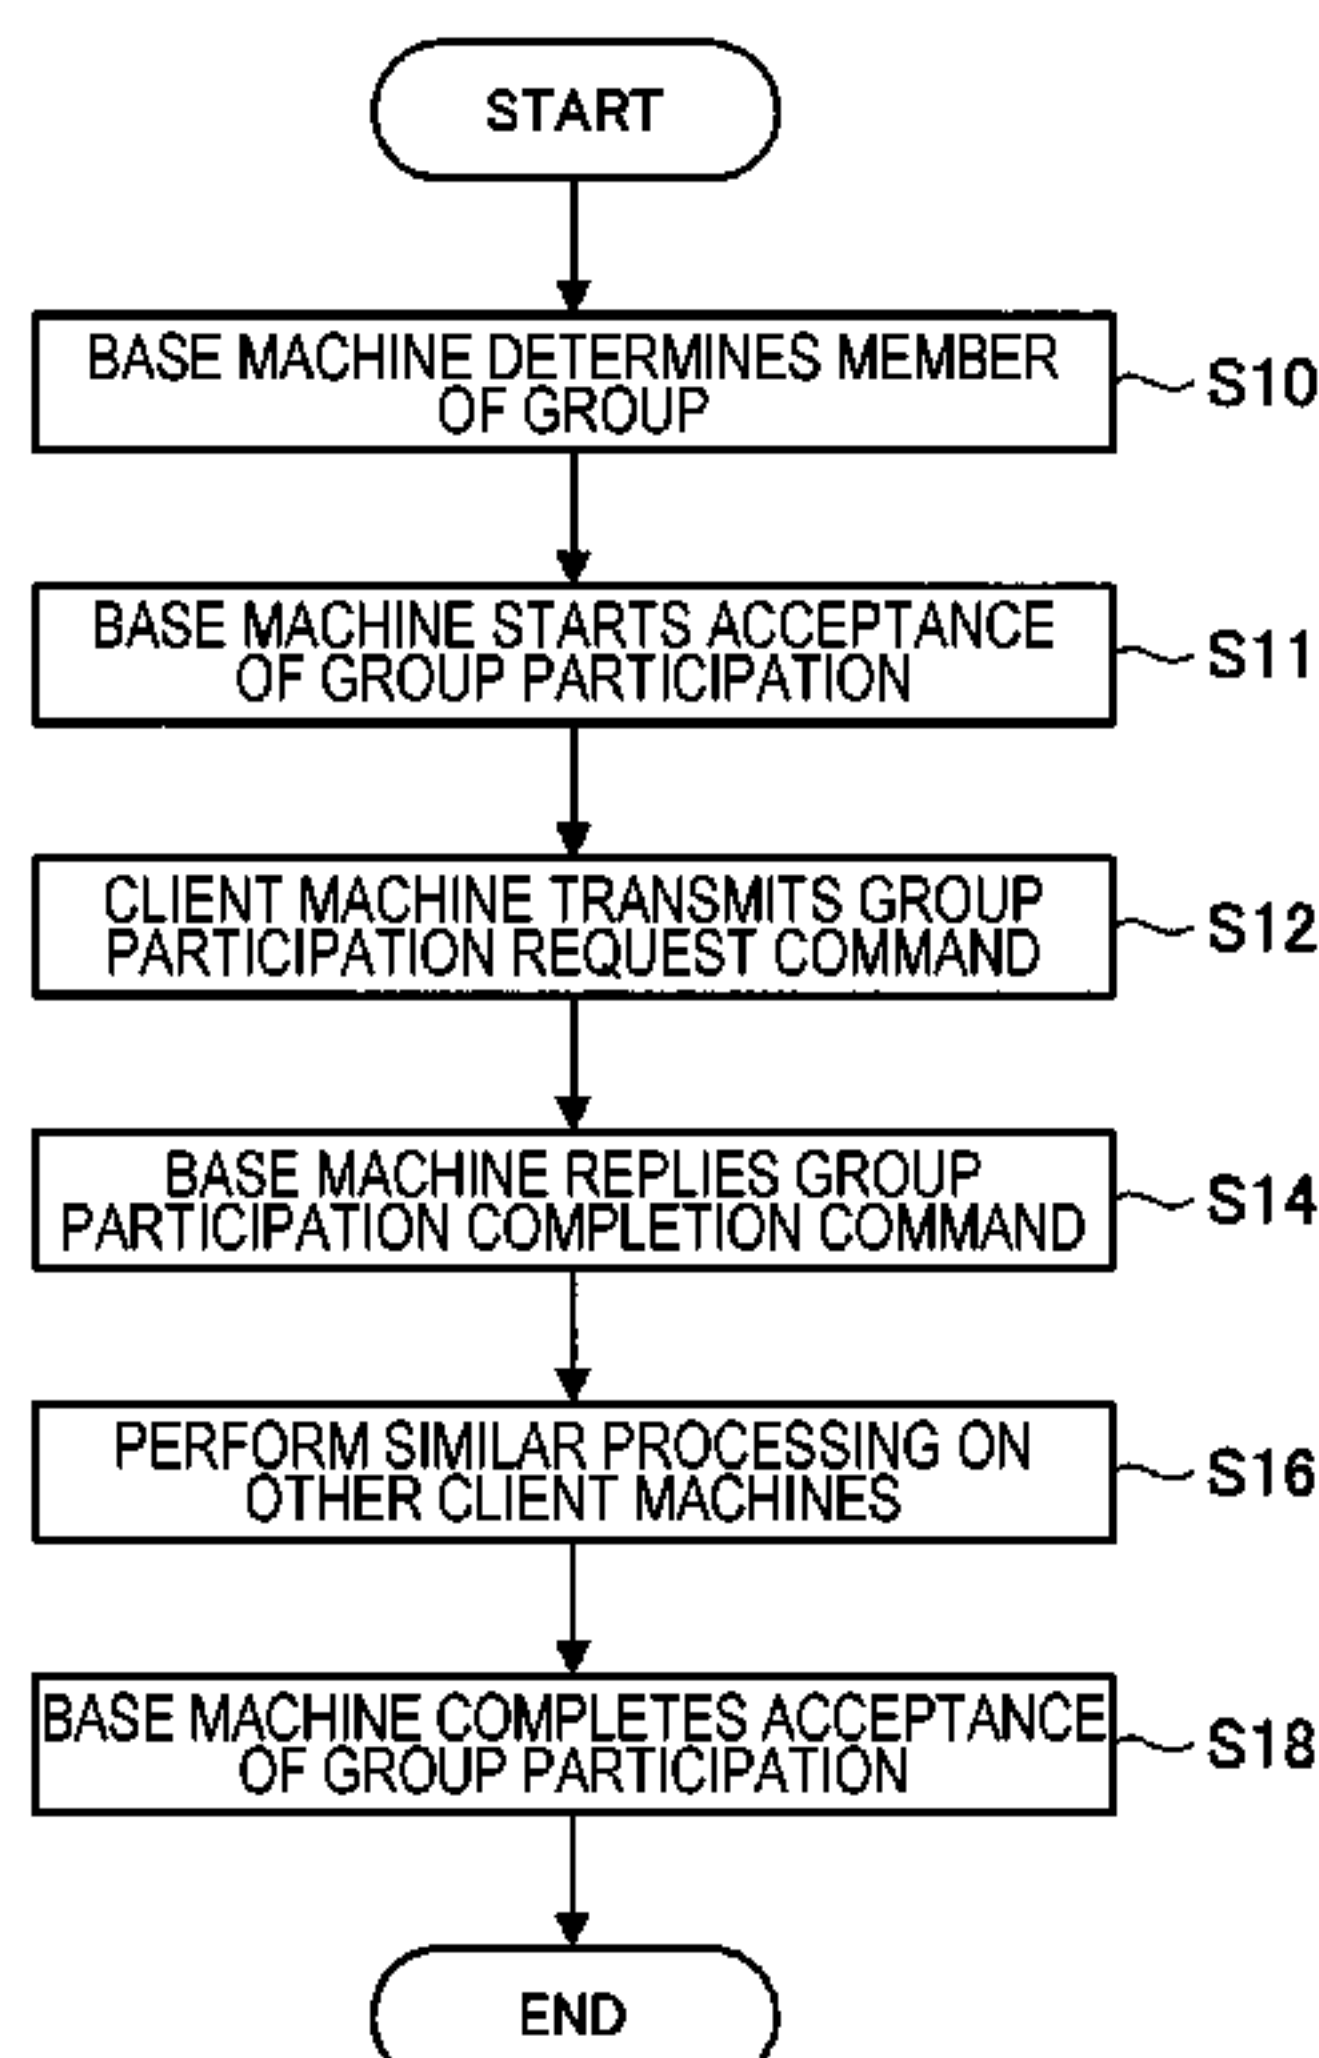 START
BASE MACHINE DETERMINES MEMBER
OF GROUP
S10
BASE MACHINE STARTS ACCEPTANCE
OF GROUP PARTICIPATION
S11
CLIENT MACHINE TRANSMITS GROUP
PARTICIPATION REQUEST COMMAND
S12
BASE MACHINE REPLIES GROUP
PARTICIPATION COMPLETION COMMAND
S14
PERFORM SIMILAR PROCESSING ON
OTHER CLIENT MACHINES
S16
BASE MACHINE COMPLETES ACCEPTANCE
OF GROUP PARTICIPATION
S18
END